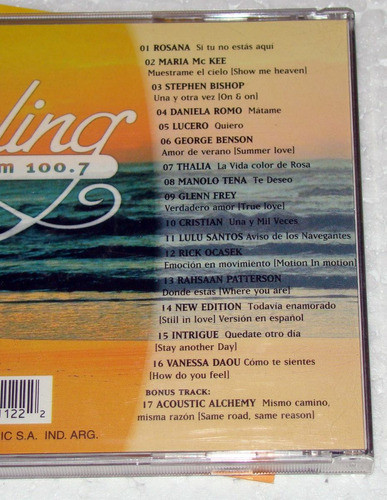 01 ROSANA Si tu no estás aqui
02 MARIA Mc KEE
Muestrame el cielo [Show me heaven]
03 STEPHEN BISHOP
Una y otra vez [On & on]
04 DANIELA ROMO Mátame
05 LUCERO Quiero
06 GEORGE BENSON
Amor de verano [Summer love]
07 THALIA La Vida color de Rosa
08 MANOLO TENA Te Deseo
09 GLENN FREY
Verdadero amor [True love]
10 CRISTIAN Una y Mil Veces
11 LULU SANTOS Aviso de los Navegantes
12 RICK OCASEK
Emoción en movimiento [Motion In motion]
13 RAHSAAN PATTERSON
Donde estás [Where you are]
14 NEW EDITION Todavía enamorado
[Still in love] Versión en español
15 INTRIGUE Quedate otro día
[Stay another Day]
16 VANESSA DAOU Cómo te sientes
[How do you feel]
BONUS TRACK:
17 ACOUSTIC ALCHEMY Mismo camino,
misma razón [Same road, same reason]
ling
m 100.7
1122 2
IC S.A. IND. ARG.